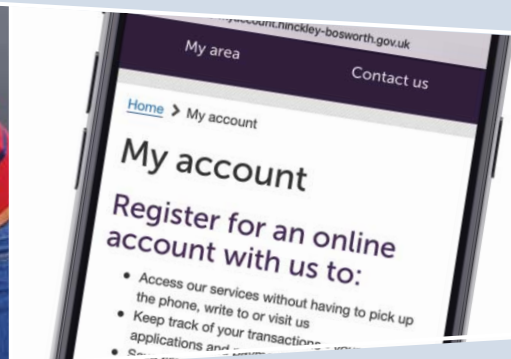 myaccount.hinckley-bosworth.gov.uk
My area
Contact us
Home > My account
My account
Register for an online
account with us to:
• Access our services without having to pick up
the phone, write to or visit us
• Keep track of your transactions
applications and